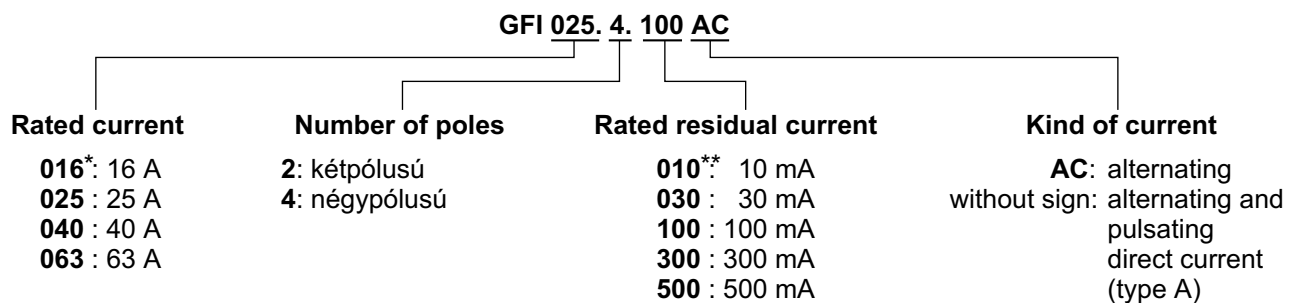 GFI 025. 4. 100 AC
Rated current
016*: 16 A
025 : 25 A
040 : 40 A
063 : 63 A
Number of poles
2: kétpólusú
4: négypólusú
Rated residual current
010**: 10 mA
030 : 30 mA
100 : 100 mA
300 : 300 mA
500 : 500 mA
Kind of current
AC: alternating
without sign: alternating and
pulsating
direct current
(type A)